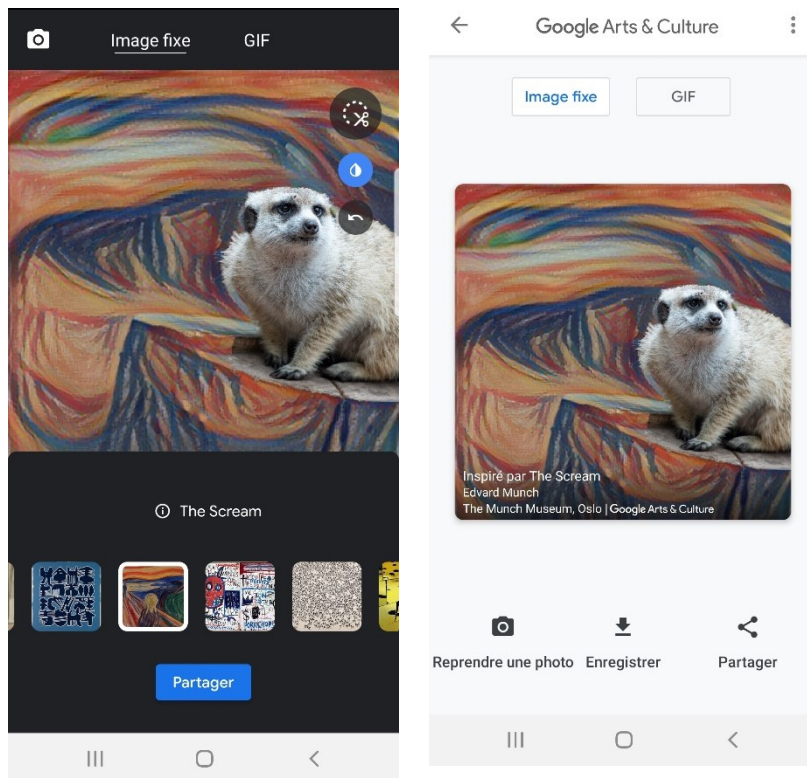 Image fixe
GIF
The Scream
Partager
Google Arts & Culture
Image fixe
GIF
Inspiré par The Scream
Edvard Munch
The Munch Museum, Oslo | Google Arts & Culture
Reprendre une photo
Enregistrer
Partager